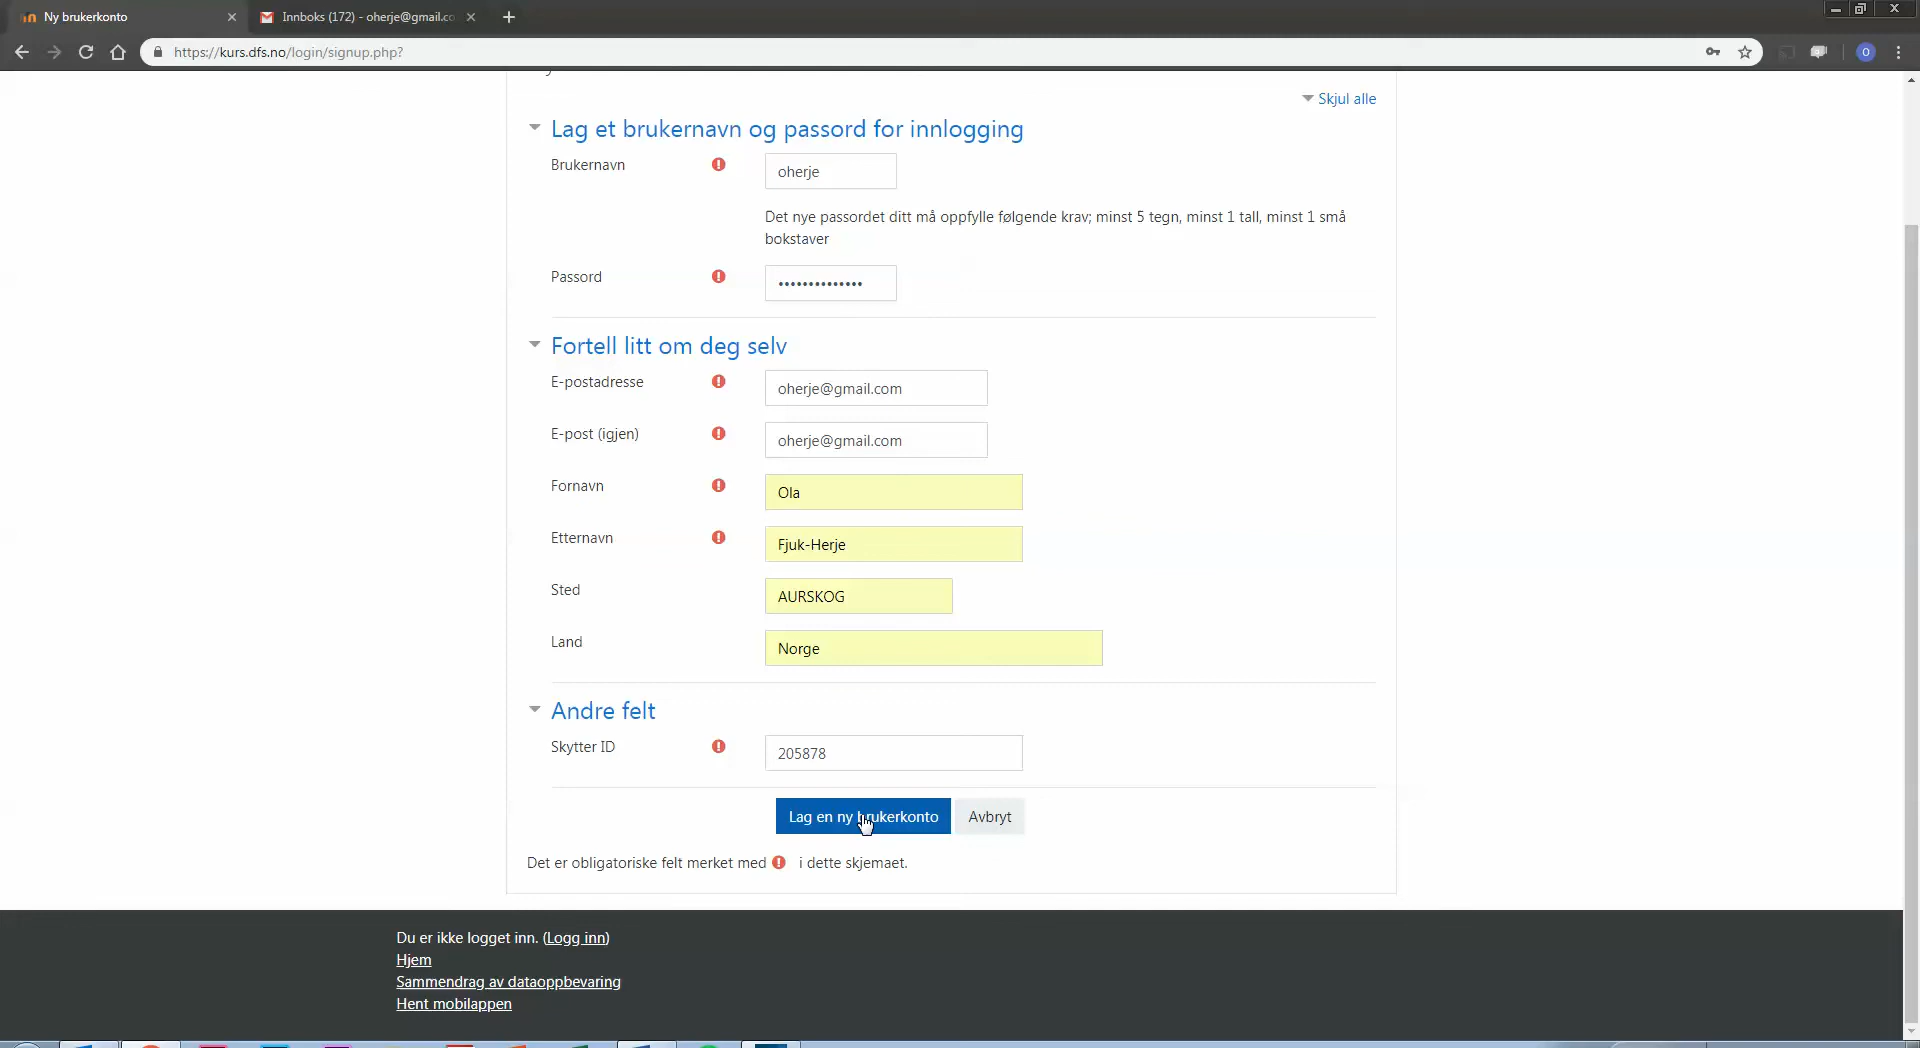 Ny brukerkonto
Innboks (172) - oherje@gmail.co
https://kurs.dfs.no/login/signup.php?
O
Skjul alle
Lag et brukernavn og passord for innlogging
Brukernavn
oherje
Det nye passordet ditt må oppfylle følgende krav; minst 5 tegn, minst 1 tall, minst 1 små
bokstaver
Passord
••••••••••••••
Fortell litt om deg selv
E-postadresse
oherje@gmail.com
E-post (igjen)
oherje@gmail.com
Fornavn
Ola
Etternavn
Fjuk-Herje
Sted
AURSKOG
Land
Norge
Andre felt
Skytter ID
205878
Lag en ny brukerkonto
Avbryt
Det er obligatoriske felt merket med i dette skjemaet.
Du er ikke logget inn. (Logg inn)
Hjem
Sammendrag av dataoppbevaring
Hent mobilappen